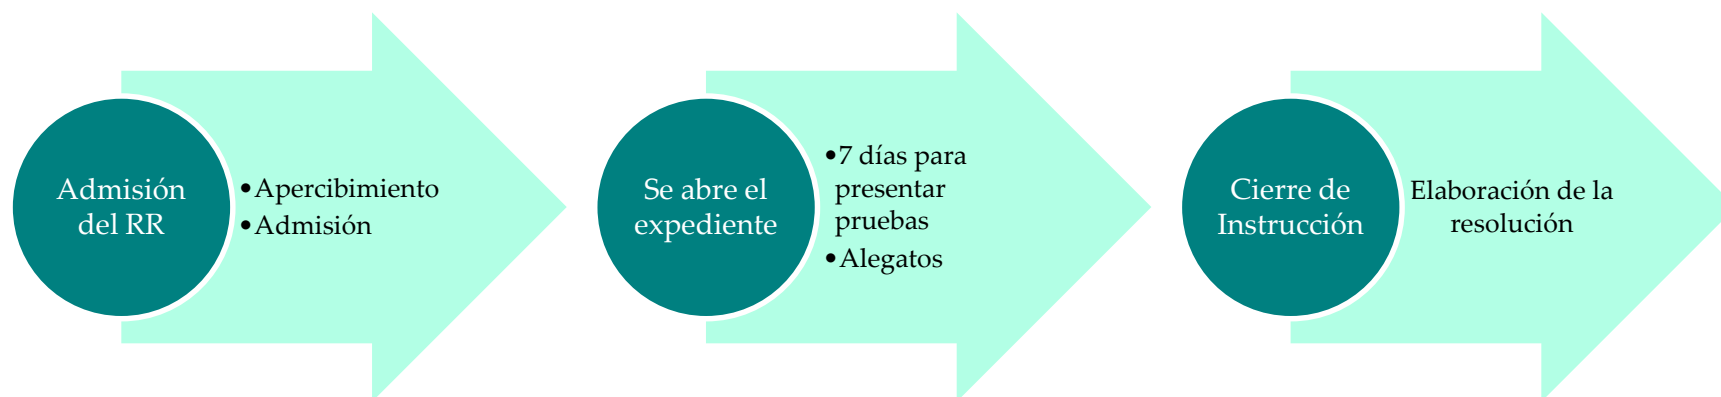 Admisión
del RR
•Apercibimiento
•Admisión
Se abre el
expediente
•7 días para
presentar
pruebas
•Alegatos
Cierre de
Instrucción
Elaboración de la
resolución